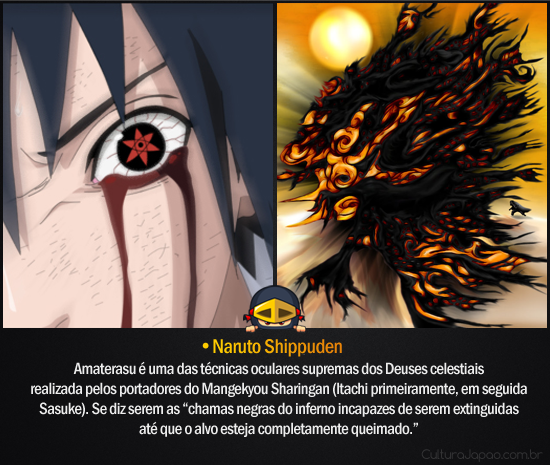 • Naruto Shippuden
Amaterasu é uma das técnicas oculares supremas dos Deuses celestiais
realizada pelos portadores do Mangekyou Sharingan (Itachi primeiramente, em seguida
Sasuke). Se diz serem as “chamas negras do inferno incapazes de serem extinguidas
até que o alvo esteja completamente queimado.”
CulturaJapao.com.br